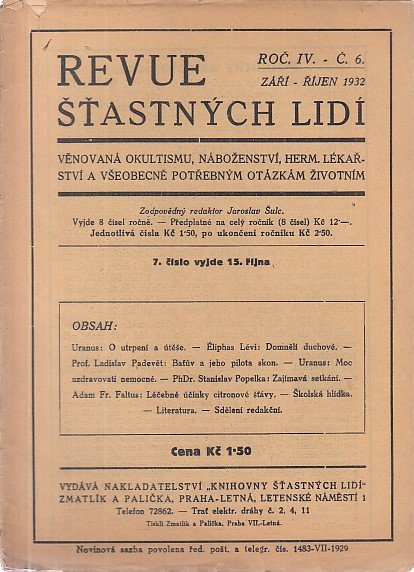 REVUE
ROČ. IV. - Č. 6.
ZÁŘÍ - ŘÍJEN 1932
ŠŤASTNÝCH LIDÍ
VĚNOVANÁ OKULTISMU, NÁBOŽENSTVÍ, HERM. LÉKAŘ-
STVÍ A VŠEOBECNĚ POTŘEBNÝM OTÁZKÁM ŽIVOTNÍM
Zodpovědný redaktor Jaroslav Šulc.
Vyjde 8 čísel ročně. — Předplatné na celý ročník (8 čísel) Kč 12·—.
Jednotlivá čísla Kč 1·50, po ukončení ročníku Kč 2·50.
7. číslo vyjde 15. října
OBSAH:
Uranus: O utrpení a útěše. — Éliphas Lévi: Domnělí duchové. —
Prof. Ladislav Padevět: Baťův a jeho pilota skon. — Uranus: Moc
uzdravovati nemocné. — PhDr. Stanislav Popelka: Zajímavá setkání. —
Adam Fr. Faltus: Léčebné účinky citronové šťávy. — Školská hlídka.
— Literatura. — Sdělení redakční.
Cena Kč 1·50
VYDÁVÁ NAKLADATELSTVÍ „KNIHOVNY ŠŤASTNÝCH LIDÍ"
ZMATLÍK A PALIČKA, PRAHA-LETNÁ, LETENSKÉ NÁMĚSTÍ 1
Telefon 72862. — Trať elektr. dráhy č. 2, 4, 11
Tiskli Zmatlík a Palička, Praha VII.-Letná.
Novinová sazba povolena řed. pošt. a telegr. čís. 1483-VII-1929